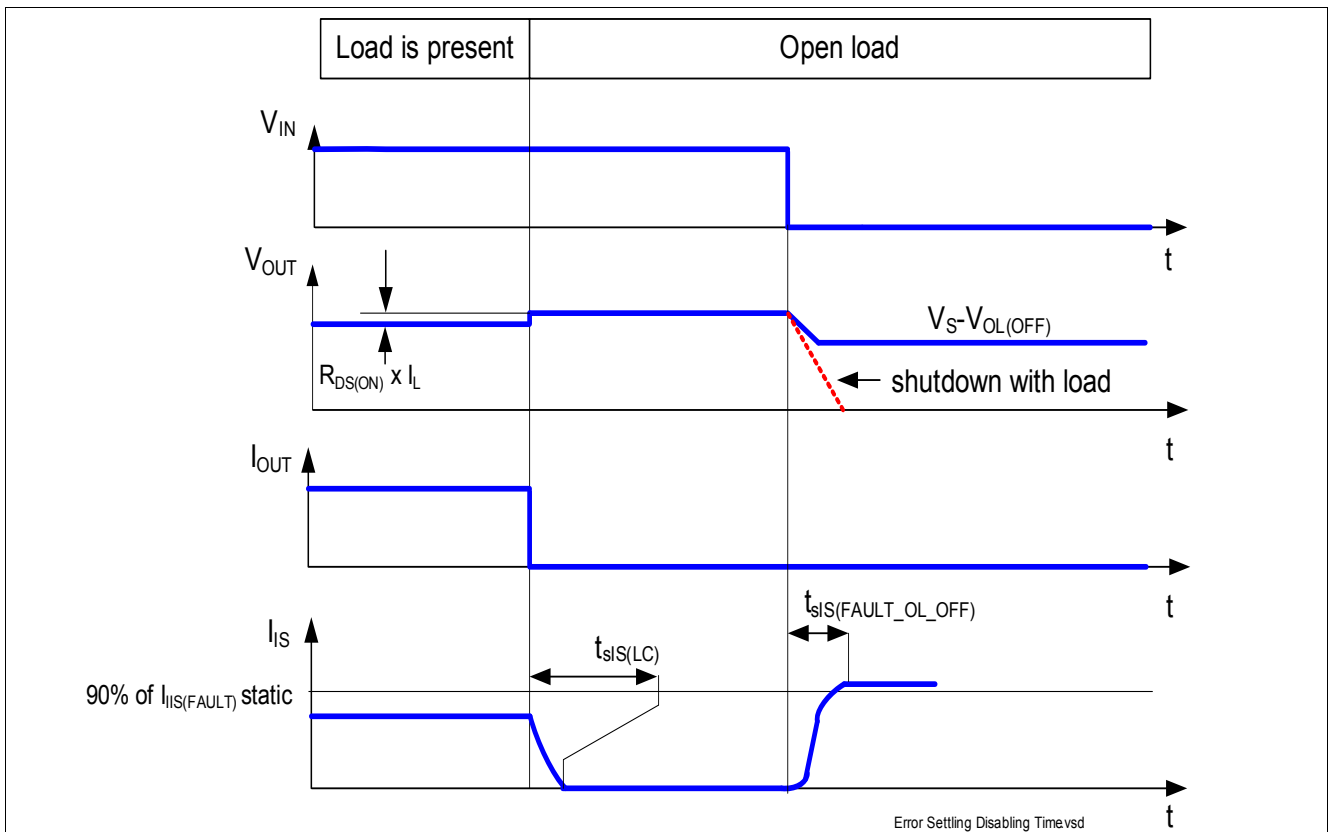 Load is present
Open load
VIN
t
VOUT
RDS(ON) x IL
VS-VOL(OFF)
shutdown with load
t
IOUT
t
IIS
tsIS(LC)
tsIS(FAULT_OL_OFF)
90% of IIIS(FAULT) static
t
Error Settling Disabling Time.vsd